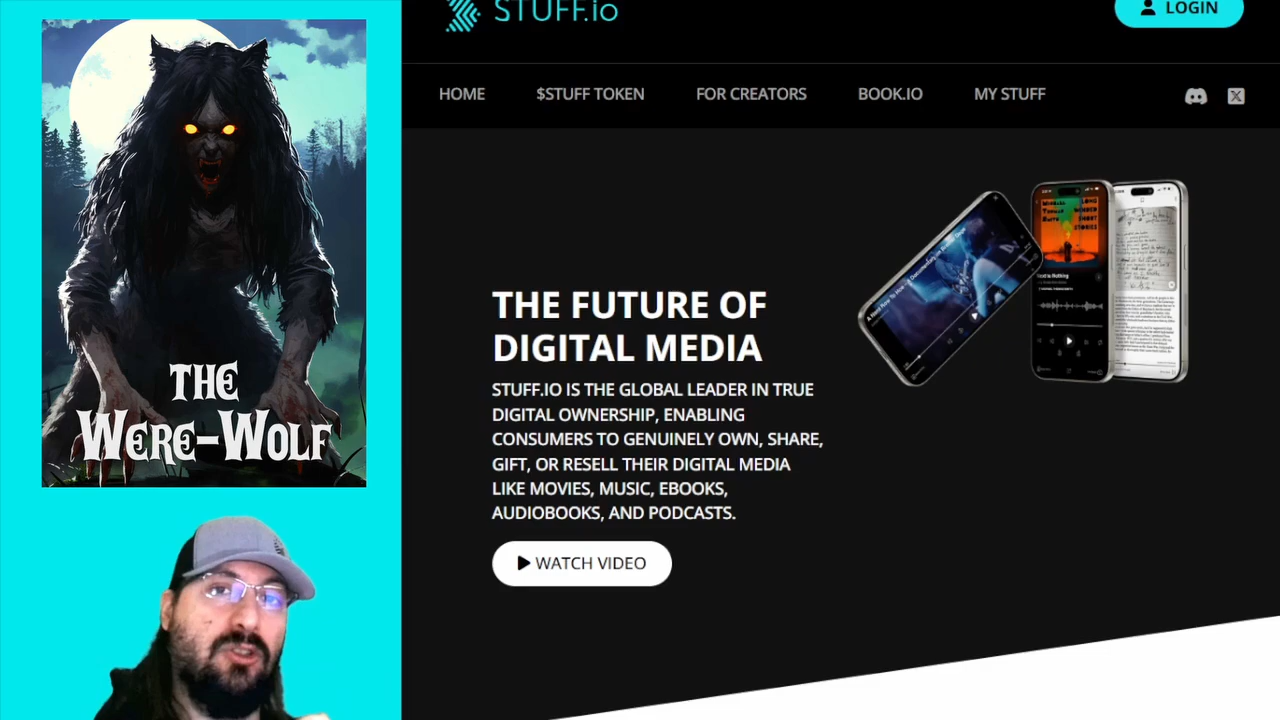 THE
WERE-WOLF
STUFF.io
LOGIN
HOME
$STUFF TOKEN
FOR CREATORS
BOOK.IO
MY STUFF
THE FUTURE OF
DIGITAL MEDIA
STUFF.IO IS THE GLOBAL LEADER IN TRUE
DIGITAL OWNERSHIP, ENABLING
CONSUMERS TO GENUINELY OWN, SHARE,
GIFT, OR RESELL THEIR DIGITAL MEDIA
LIKE MOVIES, MUSIC, EBOOKS,
AUDIOBOOKS, AND PODCASTS.
WATCH VIDEO